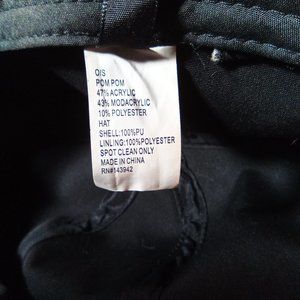 O/S
POM POM
47% ACRYLIC
43% MODACRYLIC
10% POLYESTER
HAT
SHELL:100%PU
LINLING:100%POLYESTER
SPOT CLEAN ONLY
MADE IN CHINA
RN#143942